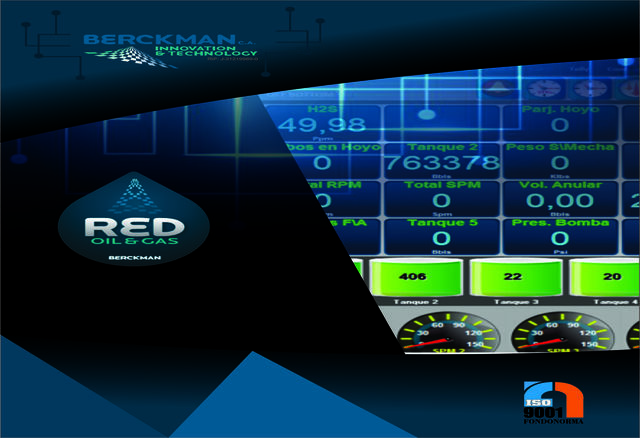 BERCKMAN C.A.
INNOVATION
& TECHNOLOGY
H2S
Parj. Hoyo
49,98
0
Ppm
bos en Hoyo
Tanque 2
Peso S\Mecha
0
763378
0
Bbls
Klbs
al RPM
Total SPM
Vol. Anular
0
0
0,00
Spm
Bbls
s F\A
Tanque 5
Pres. Bomba
0
0
0
Bbls
Psi
RED
OIL & GAS
BERCKMAN
406
22
20
Tanque 2
Tanque 3
Tanque 4
30 60 90 120 150
30 60 90 120 150
SPM 2
SPM 3
ISO
9001
FONDONORMA